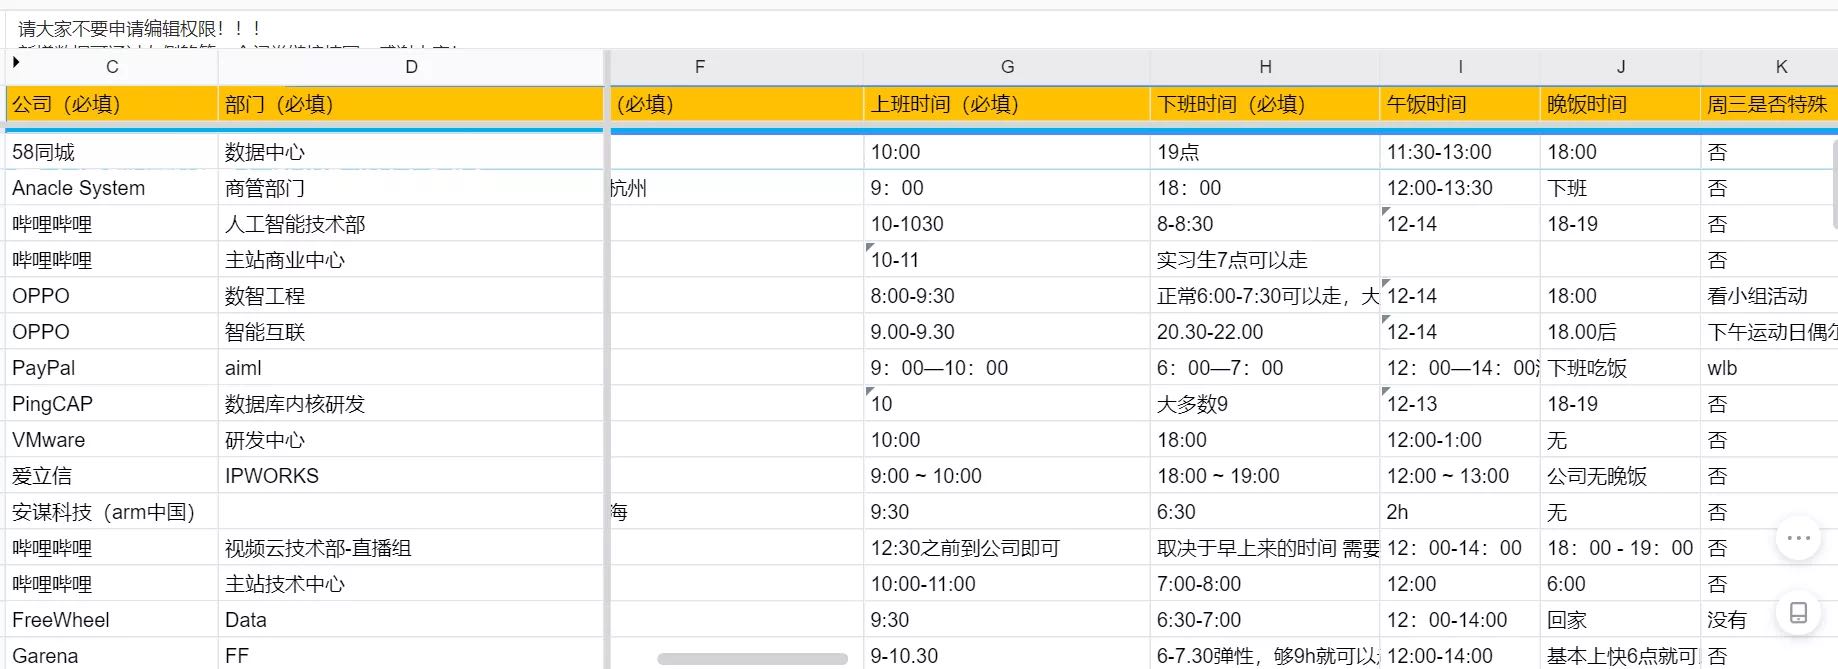 请大家不要申请编辑权限！！！
C D F G H I J K
公司（必填） 部门（必填） （必填） 上班时间（必填） 下班时间（必填） 午饭时间 晚饭时间 周三是否特殊
58同城 数据中心 10:00 19点 11:30-13:00 18:00 否
Anacle System 商管部门 杭州 9：00 18：00 12:00-13:30 下班 否
哔哩哔哩 人工智能技术部 10-1030 8-8:30 12-14 18-19 否
哔哩哔哩 主站商业中心 10-11 实习生7点可以走 否
OPPO 数智工程 8:00-9:30 正常6:00-7:30可以走，大 12-14 18:00 看小组活动
OPPO 智能互联 9.00-9.30 20.30-22.00 12-14 18.00后 下午运动日偶尔
PayPal aiml 9：00—10：00 6：00—7：00 12：00—14：00 下班吃饭 wlb
PingCAP 数据库内核研发 10 大多数9 12-13 18-19 否
VMware 研发中心 10:00 18:00 12:00-1:00 无 否
爱立信 IPWORKS 9:00 ~ 10:00 18:00 ~ 19:00 12:00 ~ 13:00 公司无晚饭 否
安谋科技（arm中国） 海 9:30 6:30 2h 无 否
哔哩哔哩 视频云技术部-直播组 12:30之前到公司即可 取决于早上来的时间 需要 12：00-14：00 18：00 - 19：00 否
哔哩哔哩 主站技术中心 10:00-11:00 7:00-8:00 12:00 6:00 否
FreeWheel Data 9:30 6:30-7:00 12：00-14:00 回家 没有
Garena FF 9-10.30 6-7.30弹性，够9h就可以 12:00-14:00 基本上快6点就可 否